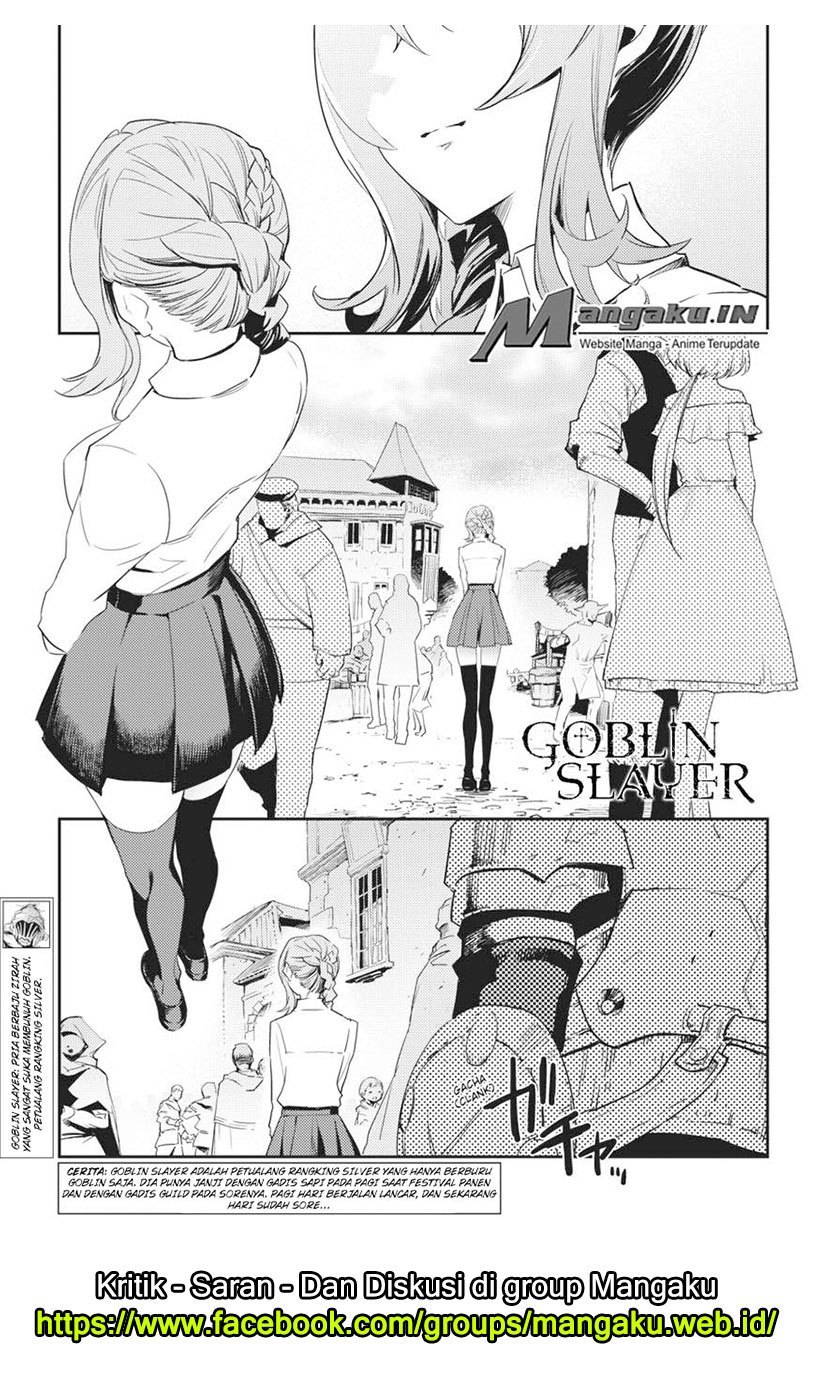 Mangaku.IN
Website Manga - Anime Terupdate
GOBLIN
SLAYER
GOBLIN SLAYER: PRIA BERBAJU ZIRAH
YANG SANGAT SUKA MEMBUNUH GOBLIN.
PETUALANG RANGKING SILVER.
GACHA
(CLANK)
ガチャッ
CERITA: GOBLIN SLAYER ADALAH PETUALANG RANGKING SILVER YANG HANYA BERBURU
GOBLIN SAJA. DIA PUNYA JANJI DENGAN GADIS SAPI PADA PAGI SAAT FESTIVAL PANEN
DAN DENGAN GADIS GUILD PADA SORENYA. PAGI HARI BERJALAN LANCAR, DAN SEKARANG
HARI SUDAH SORE...
Kritik - Saran - Dan Diskusi di group Mangaku
https://www.facebook.com/groups/mangaku.web.id/